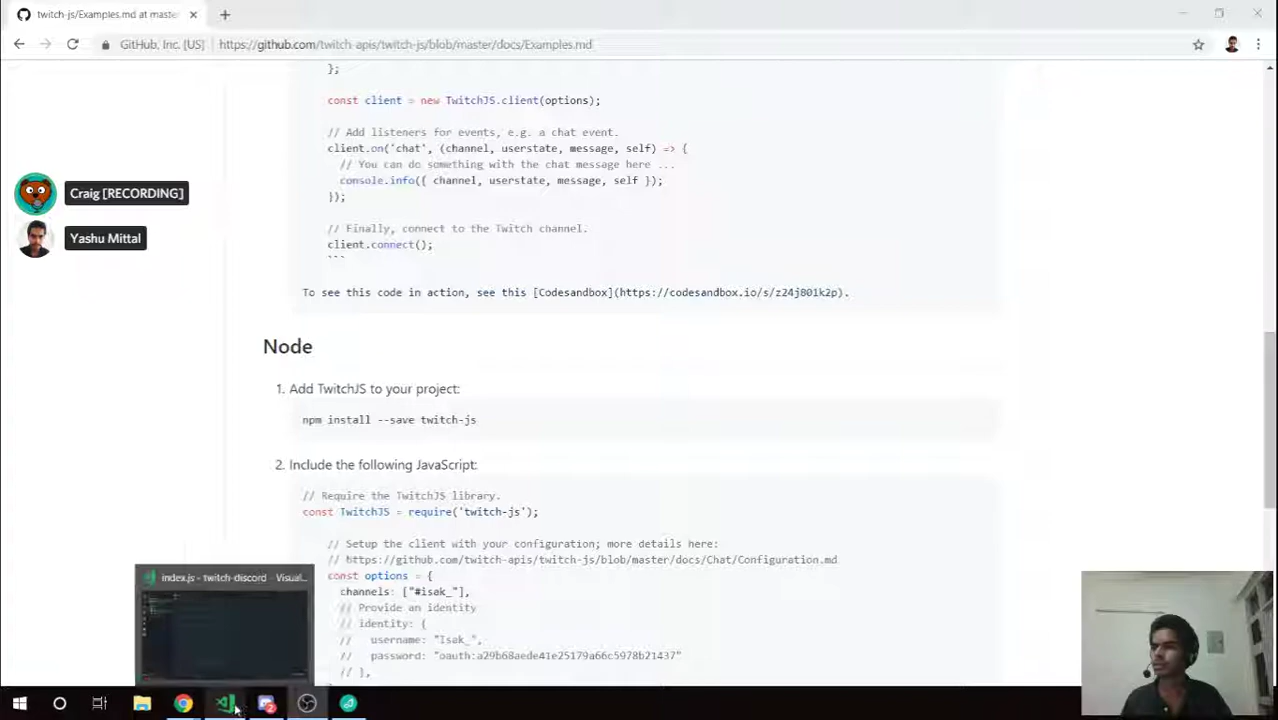 twitch-js/Examples.md at master
GitHub, Inc. [US]
https://github.com/twitch-apis/twitch-js/blob/master/docs/Examples.md
};
const client = new TwitchJS.client(options);
// Add listeners for events, e.g. a chat event.
client.on('chat', (channel, userstate, message, self) => {
// You can do something with the chat message here ...
console.info({ channel, userstate, message, self });
});
// Finally, connect to the Twitch channel.
client.connect();
```
To see this code in action, see this [Codesandbox](https://codesandbox.io/s/z24j801k2p).
Craig [RECORDING]
Yashu Mittal
Node
1. Add TwitchJS to your project:
npm install --save twitch-js
2. Include the following JavaScript:
// Require the TwitchJS library.
const TwitchJS = require('twitch-js');
// Setup the client with your configuration; more details here:
// https://github.com/twitch-apis/twitch-js/blob/master/docs/Chat/Configuration.md
const options = {
channels: ["#isak_"],
// Provide an identity
// identity: {
// username: "Isak_",
// password: "oauth:a29b68aede41e25179a66c5978b21437"
// },
index.js - twitch-discord - Visual...
2